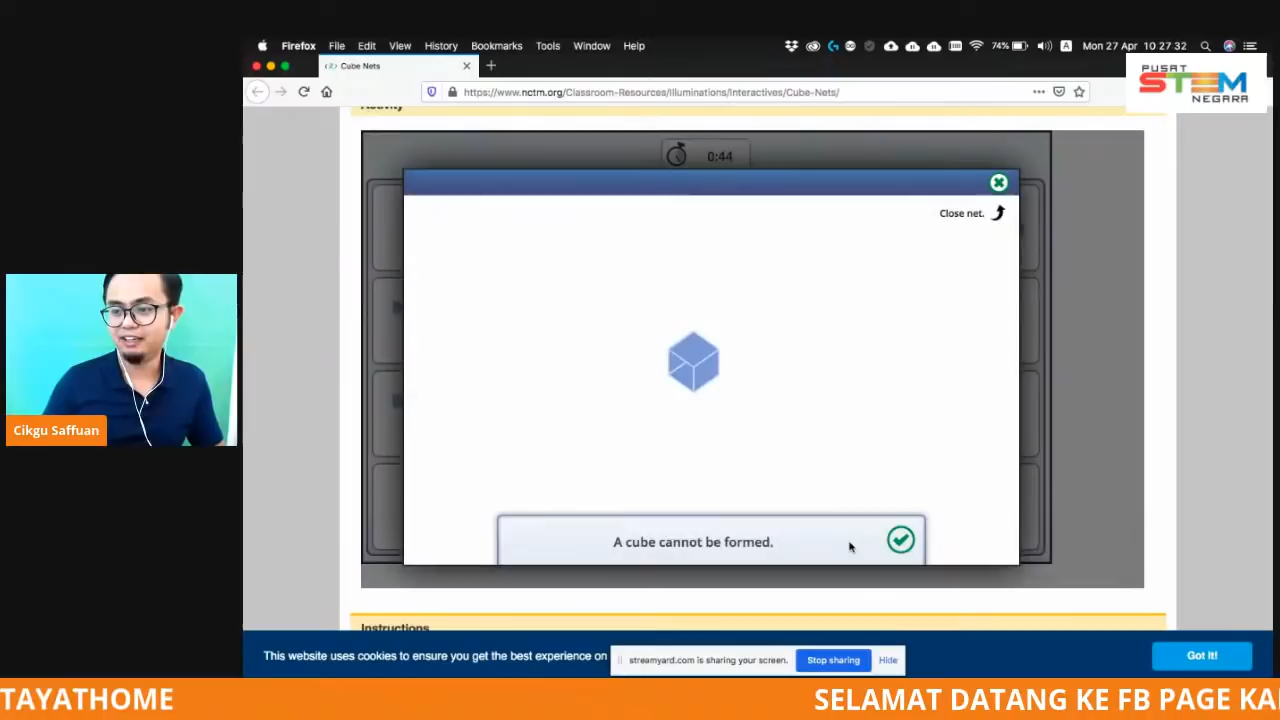 Firefox File Edit View History Bookmarks Tools Window Help 74% A Mon 27 Apr 10:27:32
Cube Nets
https://www.nctm.org/Classroom-Resources/Illuminations/Interactives/Cube-Nets/
PUSAT
STEM
NEGARA
Activity
0:44
Close net.
Cikgu Saffuan
A cube cannot be formed.
Instructions
This website uses cookies to ensure you get the best experience on
streamyard.com is sharing your screen. Stop sharing Hide
Got It!
TAYATHOME SELAMAT DATANG KE FB PAGE KA